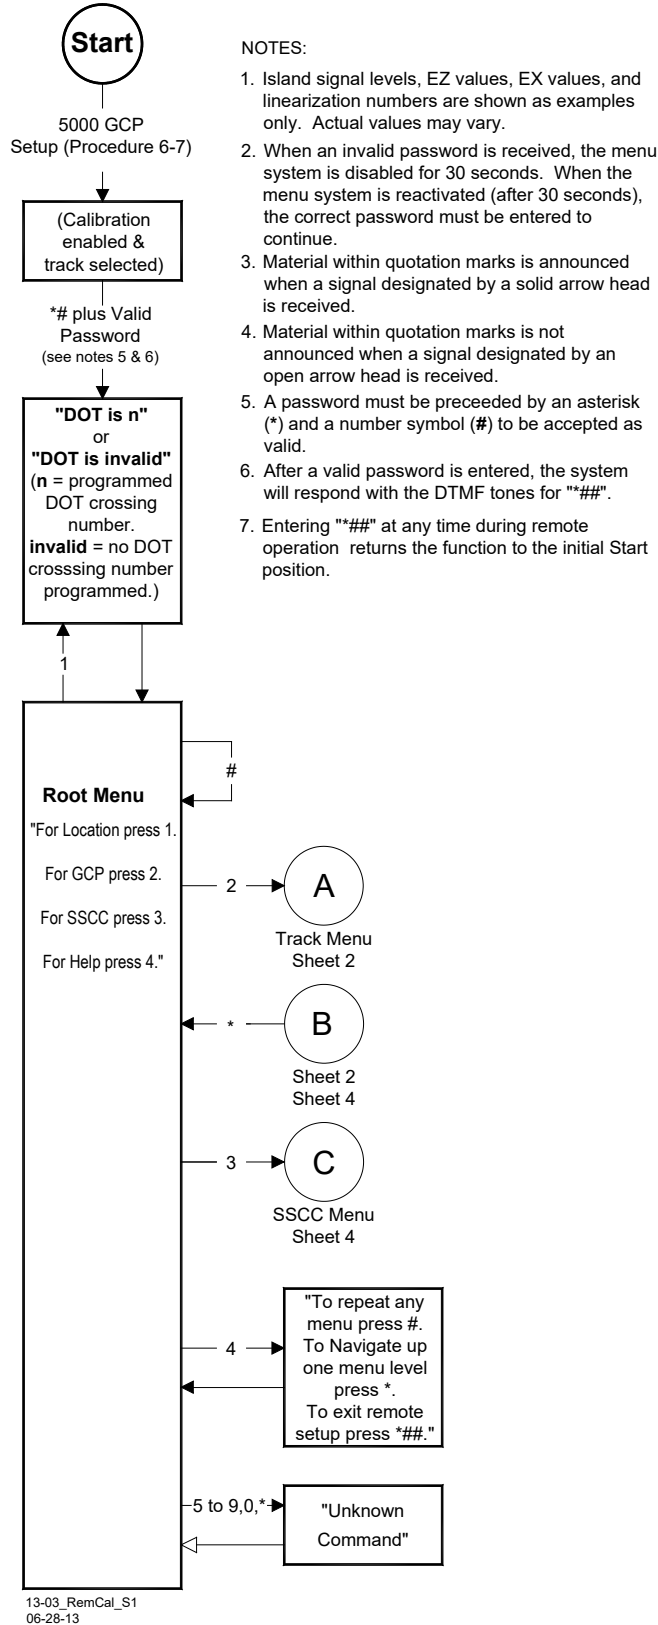 Start
5000 GCP
Setup (Procedure 6-7)
(Calibration
enabled &
track selected)
*# plus Valid
Password
(see notes 5 & 6)
"DOT is n"
or
"DOT is invalid"
(n = programmed
DOT crossing
number.
invalid = no DOT
crosssing number
programmed.)
NOTES:
1. Island signal levels, EZ values, EX values, and
linearization numbers are shown as examples
only. Actual values may vary.
2. When an invalid password is received, the menu
system is disabled for 30 seconds. When the
menu system is reactivated (after 30 seconds),
the correct password must be entered to
continue.
3. Material within quotation marks is announced
when a signal designated by a solid arrow head
is received.
4. Material within quotation marks is not
announced when a signal designated by an
open arrow head is received.
5. A password must be preceeded by an asterisk
(*) and a number symbol (#) to be accepted as
valid.
6. After a valid password is entered, the system
will respond with the DTMF tones for "*##".
7. Entering "*##" at any time during remote
operation returns the function to the initial Start
position.
1
#
Root Menu
"For Location press 1.
For GCP press 2.
For SSCC press 3.
For Help press 4."
2
A
Track Menu
Sheet 2
*
B
Sheet 2
Sheet 4
3
C
SSCC Menu
Sheet 4
4
"To repeat any
menu press #.
To Navigate up
one menu level
press *.
To exit remote
setup press *##."
5 to 9,0,*
"Unknown
Command"
13-03_RemCal_S1
06-28-13